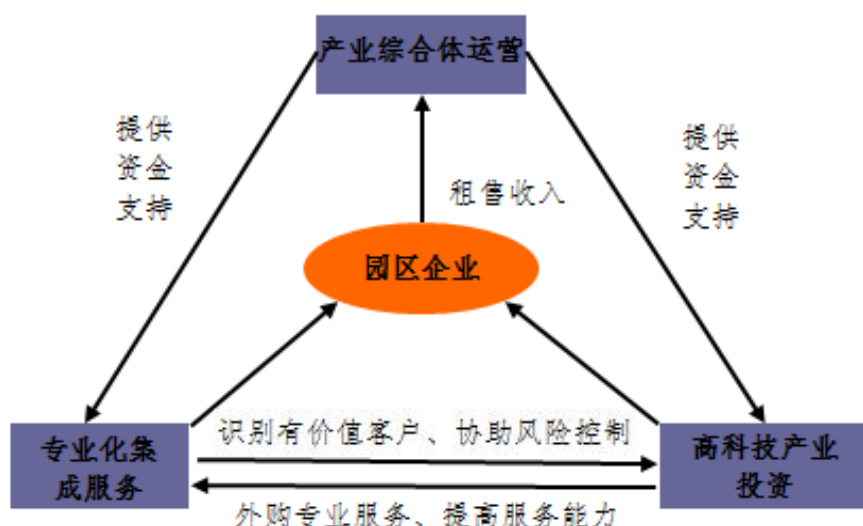 产业综合体运营
提供
资金
支持
提供
资金
支持
租售收入
园区企业
专业化集
成服务
识别有价值客户、协助风险控制
高科技产业
投资
外购专业服务、提高服务能力